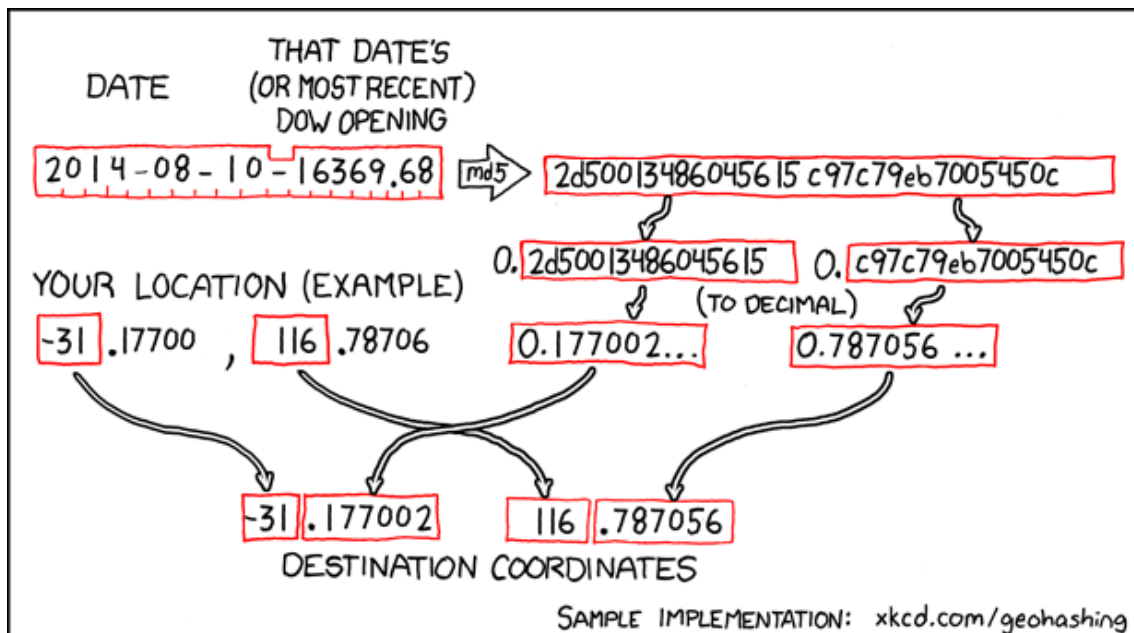 DATE
THAT DATE'S
(OR MOST RECENT)
DOW OPENING
2014-08-10-16369.68
md5
2d50013486045615c97c79eb7005450c
0.2d50013486045615
0.c97c79eb7005450c
(TO DECIMAL)
YOUR LOCATION (EXAMPLE)
-31.17700, 116.78706
0.177002...
0.787056...
-31.177002
116.787056
DESTINATION COORDINATES
SAMPLE IMPLEMENTATION: xkcd.com/geohashing